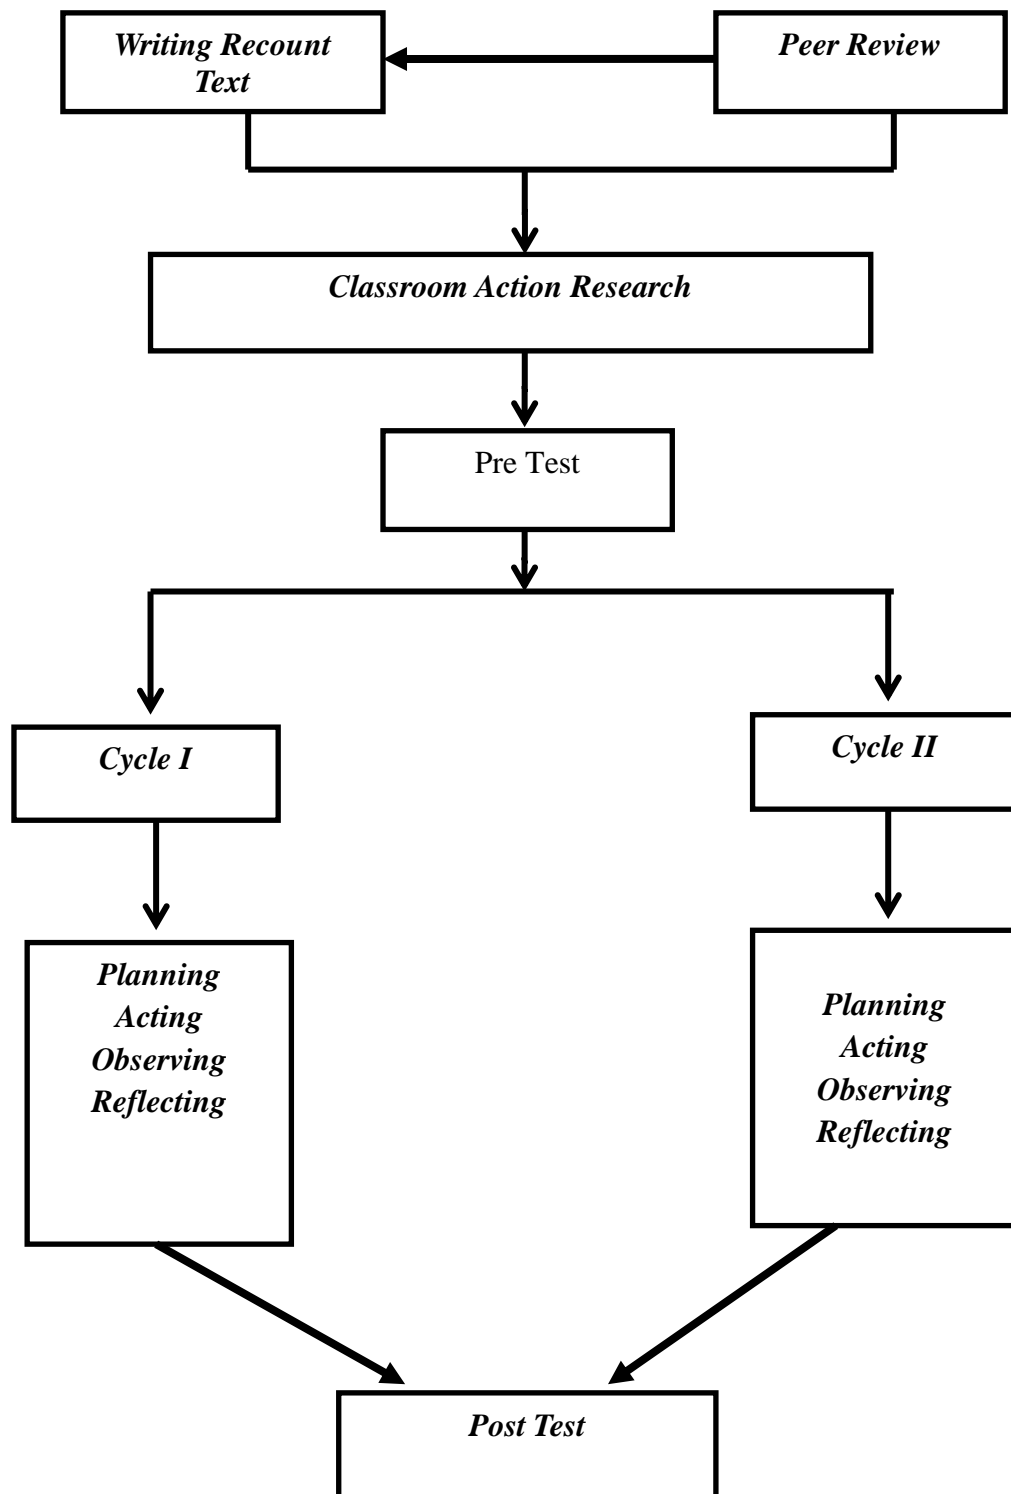 Writing Recount
Text
Peer Review
Classroom Action Research
Pre Test
Cycle I
Cycle II
Planning
Acting
Observing
Reflecting
Planning
Acting
Observing
Reflecting
Post Test